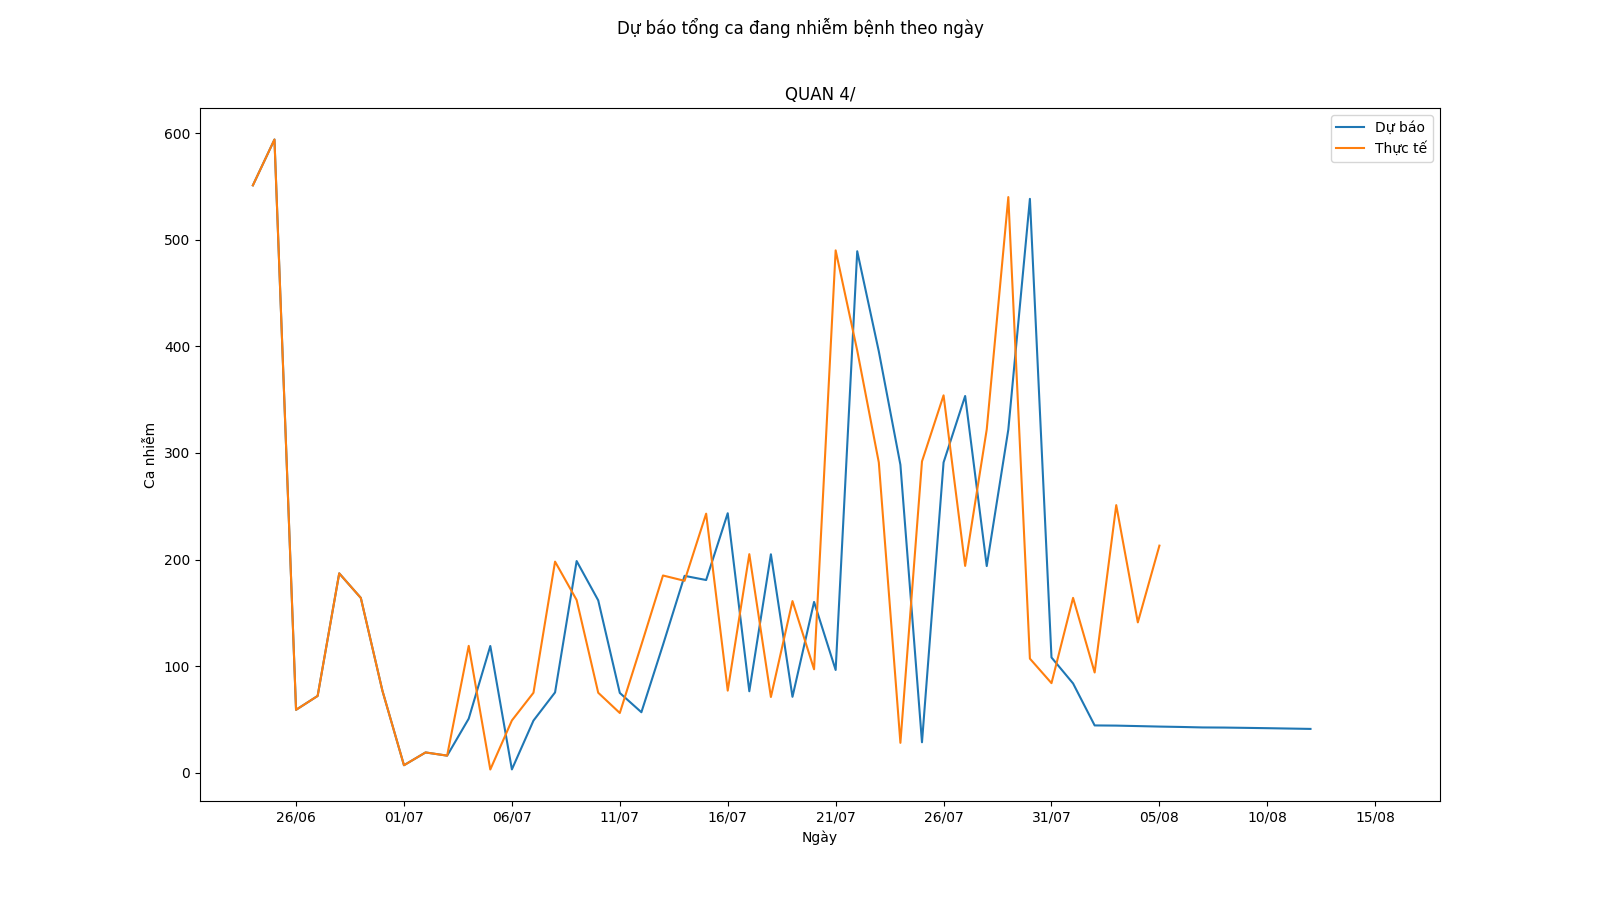 Dự báo tổng ca đang nhiễm bệnh theo ngày
QUAN 4/
Dự báo
Thực tế
600
500
400
300
200
100
0
Ca nhiễm
26/06 01/07 06/07 11/07 16/07 21/07 26/07 31/07 05/08 10/08 15/08
Ngày